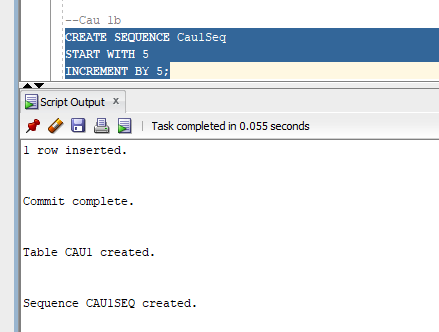 --Cau 1b
CREATE SEQUENCE Cau1Seq
START WITH 5
INCREMENT BY 5;
Script Output x
Task completed in 0.055 seconds
1 row inserted.
Commit complete.
Table CAU1 created.
Sequence CAU1SEQ created.